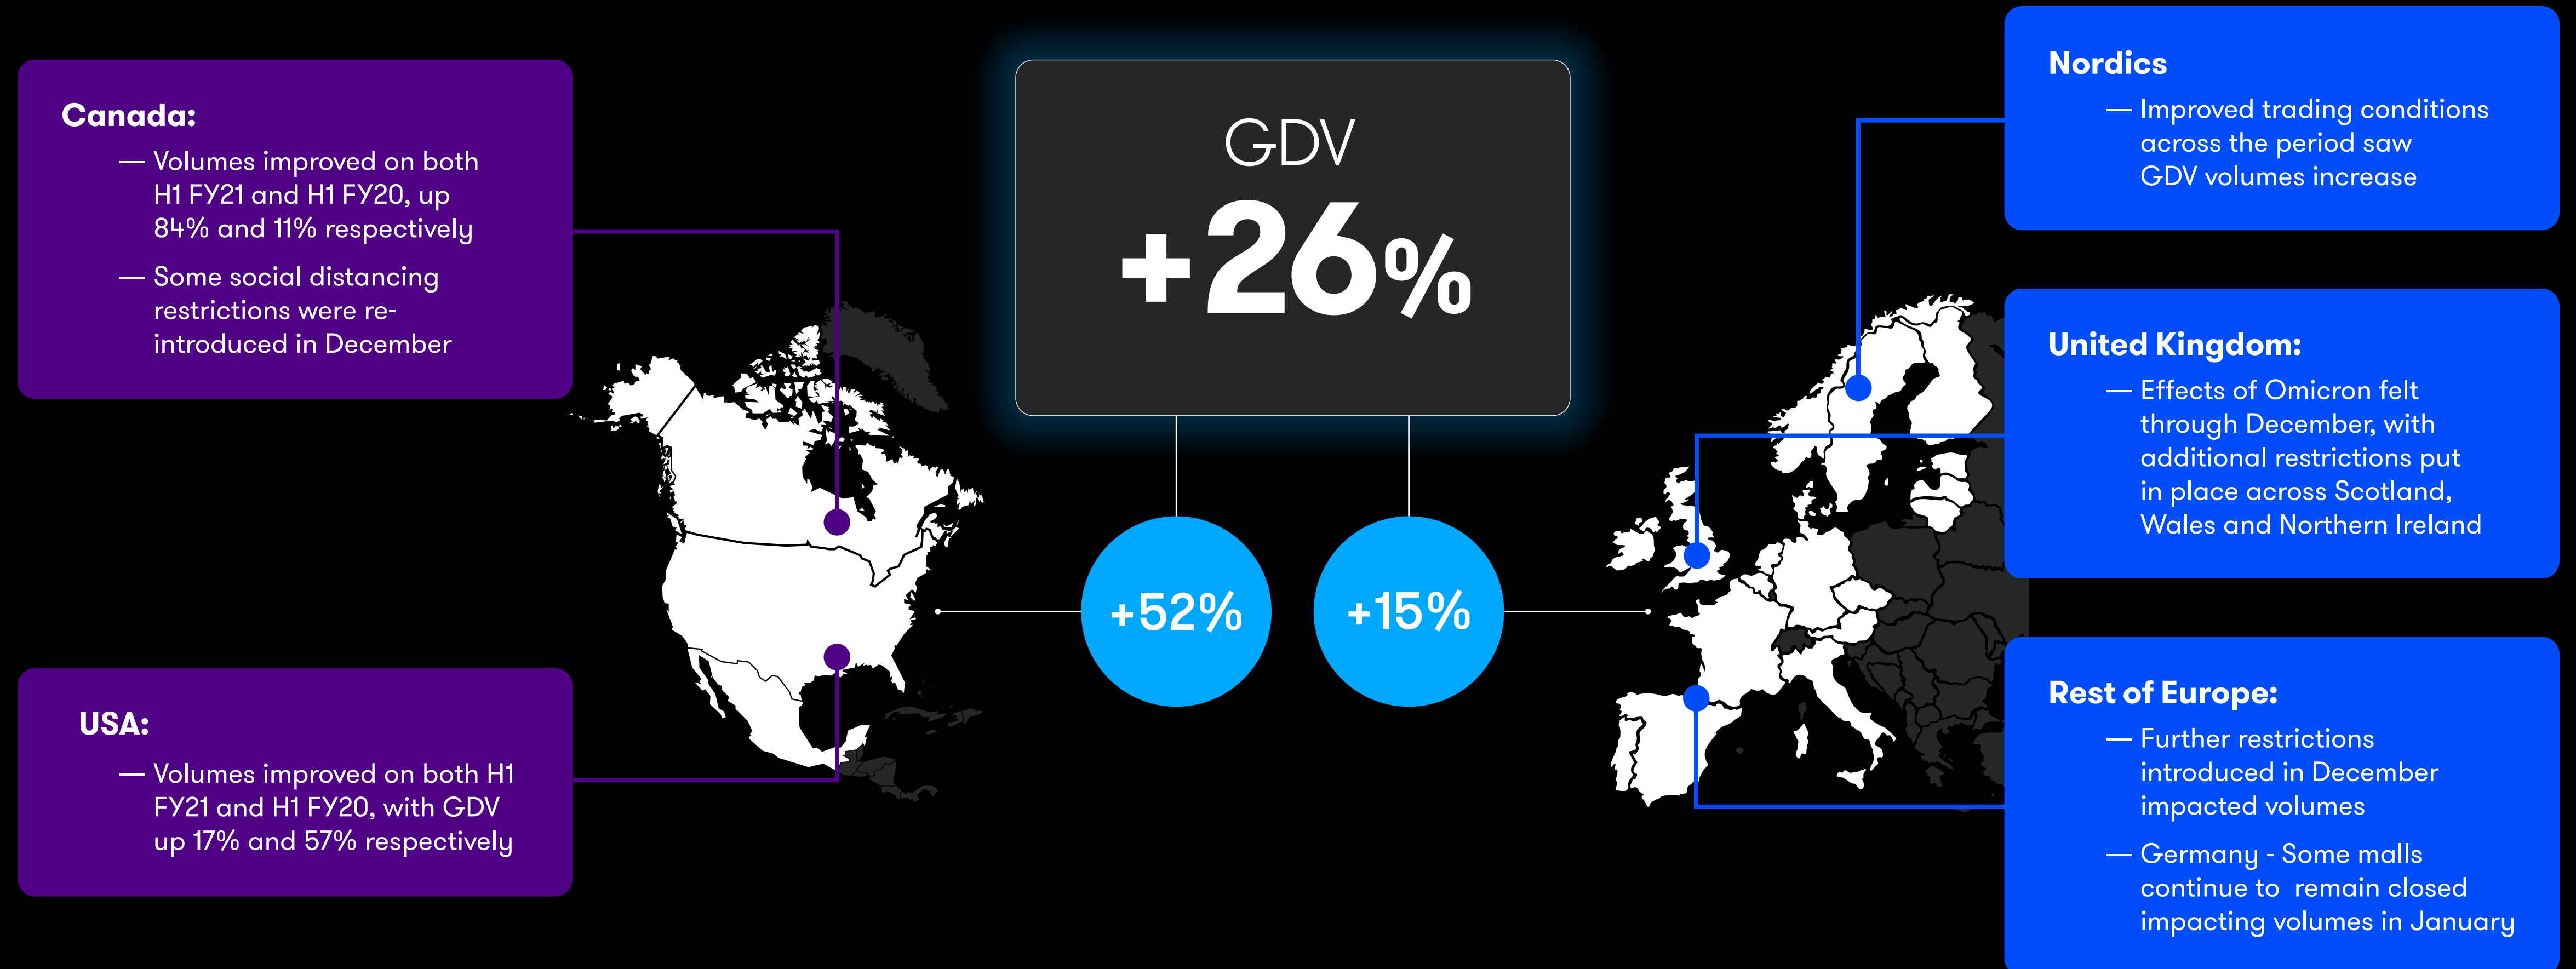 Canada:
— Volumes improved on both
H1 FY21 and H1 FY20, up
84% and 11% respectively
— Some social distancing
restrictions were re-
introduced in December
USA:
— Volumes improved on both H1
FY21 and H1 FY20, with GDV
up 17% and 57% respectively
GDV
+26%
+52%
+15%
Nordics
— Improved trading conditions
across the period saw
GDV volumes increase
United Kingdom:
— Effects of Omicron felt
through December, with
additional restrictions put
in place across Scotland,
Wales and Northern Ireland
Rest of Europe:
— Further restrictions
introduced in December
impacted volumes
— Germany - Some malls
continue to  remain closed
impacting volumes in January